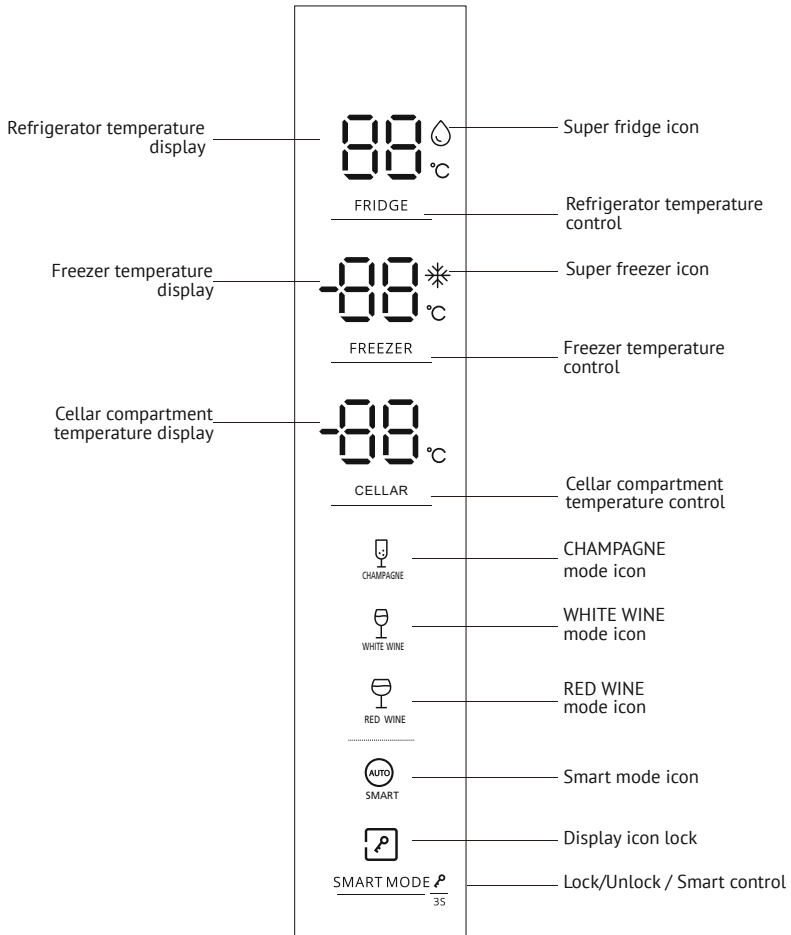 Refrigerator temperature
display
88
°C
Super fridge icon
FRIDGE
Refrigerator temperature
control
Freezer temperature
display
-88
°C
Super freezer icon
FREEZER
Freezer temperature
control
Cellar compartment
temperature display
-88
°C
CELLAR
Cellar compartment
temperature control
CHAMPAGNE
CHAMPAGNE
mode icon
WHITE WINE
WHITE WINE
mode icon
RED WINE
RED WINE
mode icon
AUTO
SMART
Smart mode icon
Display icon lock
SMART MODE
3S
Lock/Unlock / Smart control